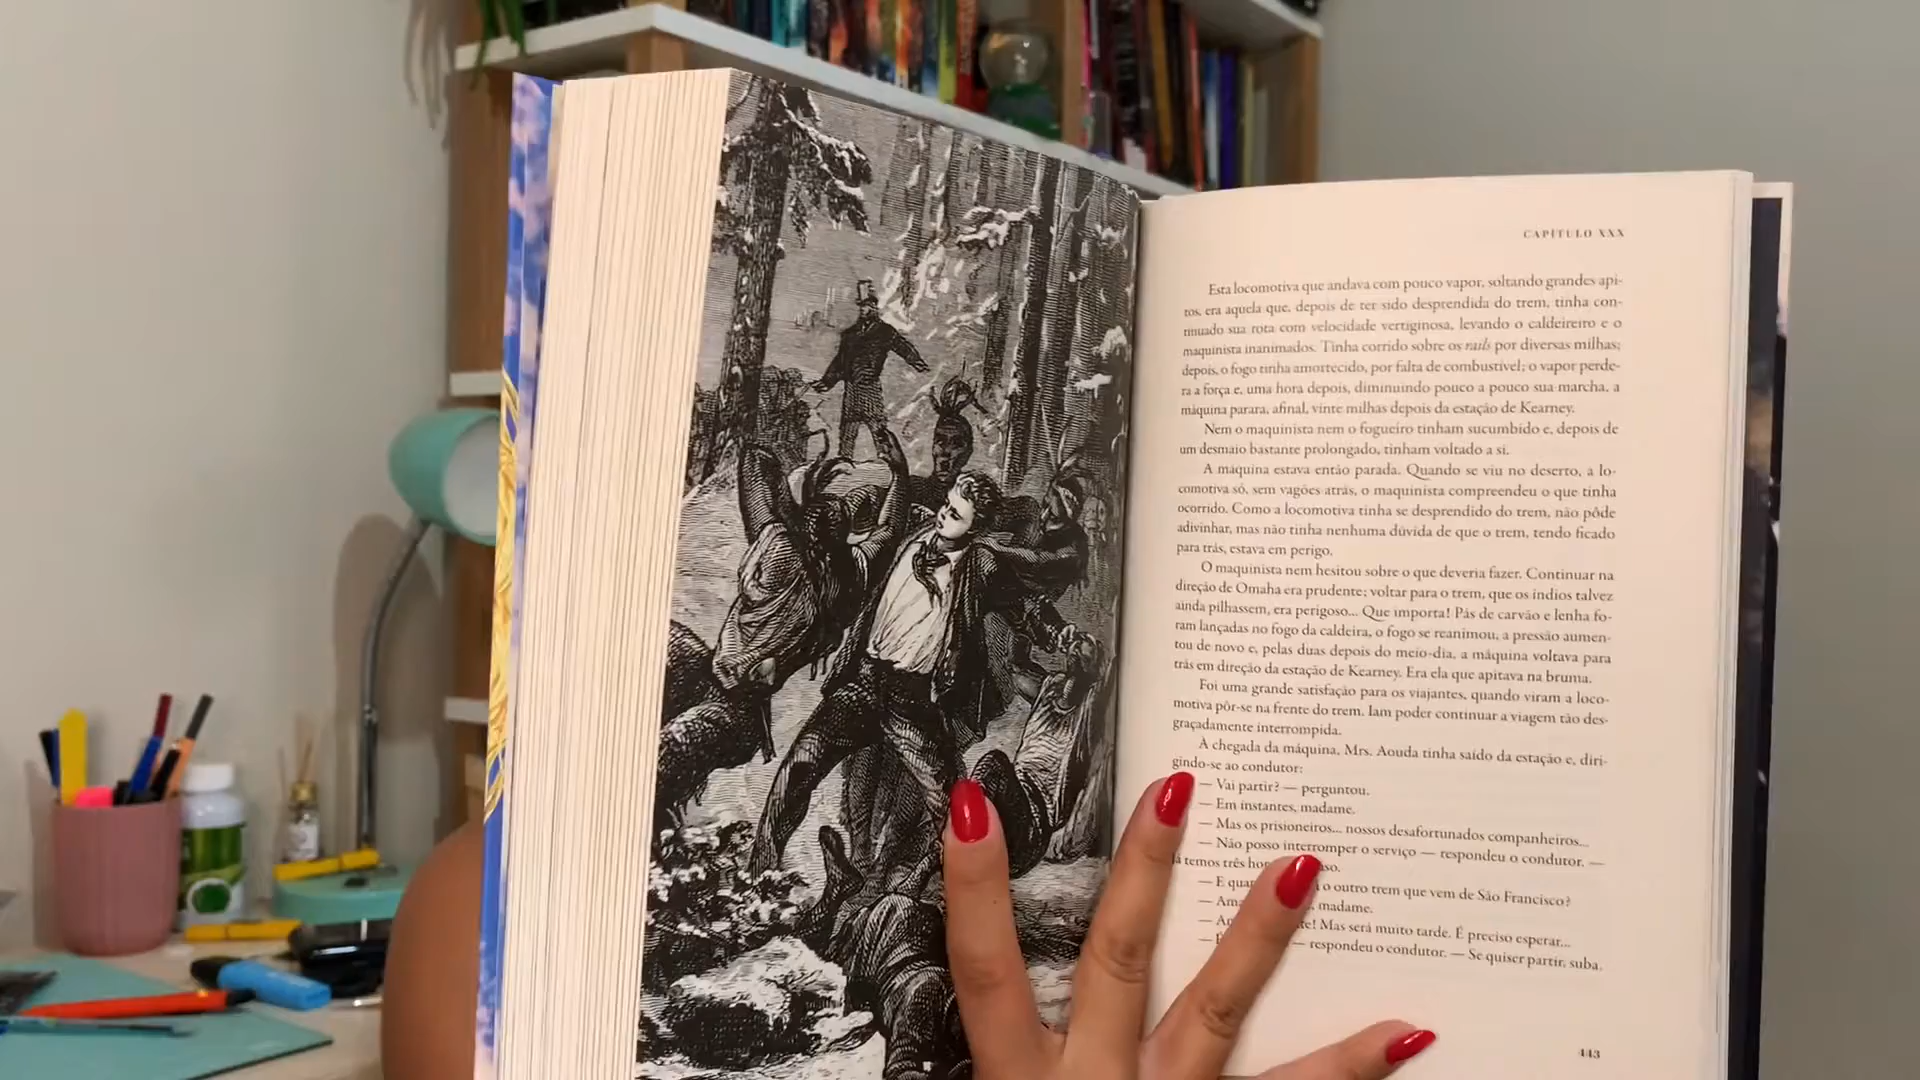 CAPÍTULO XXX
Esta locomotiva que andava com pouco vapor, soltando grandes api-
tos, era aquela que, depois de ter sido desprendida do trem, tinha con-
tinuado sua rota com velocidade vertiginosa, levando o caldeireiro e o
maquinista inanimados. Tinha corrido sobre os rails por diversas milhas;
depois, o fogo tinha amortecido, por falta de combustível; o vapor perde-
ra a força e, uma hora depois, diminuindo pouco a pouco sua marcha, a
máquina parara, afinal, vinte milhas depois da estação de Kearney.
Nem o maquinista nem o fogueiro tinham sucumbido e, depois de
um desmaio bastante prolongado, tinham voltado a si.
A máquina estava então parada. Quando se viu no deserto, a lo-
comotiva só, sem vagões atrás, o maquinista compreendeu o que tinha
ocorrido. Como a locomotiva tinha se desprendido do trem, não pôde
adivinhar, mas não tinha nenhuma dúvida de que o trem, tendo ficado
para trás, estava em perigo.
O maquinista nem hesitou sobre o que deveria fazer. Continuar na
direção de Omaha era prudente; voltar para o trem, que os índios talvez
ainda pilhassem, era perigoso... Que importa! Pás de carvão e lenha fo-
ram lançadas no fogo da caldeira, o fogo se reanimou, a pressão aumen-
tou de novo e, pelas duas depois do meio-dia, a máquina voltava para
trás em direção da estação de Kearney. Era ela que apitava na bruma.
Foi uma grande satisfação para os viajantes, quando viram a loco-
motiva pôr-se na frente do trem. Iam poder continuar a viagem tão des-
graçadamente interrompida.
À chegada da máquina, Mrs. Aouda tinha saído da estação e, diri-
gindo-se ao condutor:
— Vai partir? — perguntou.
— Em instantes, madame.
— Mas os prisioneiros... nossos desafortunados companheiros...
— Não posso interromper o serviço — respondeu o condutor. —
Já temos três
— E o outro trem que vem de São Francisco?
— madame.
— Mas será muito tarde. É preciso esperar...
— — respondeu o condutor. — Se quiser partir, suba.
443